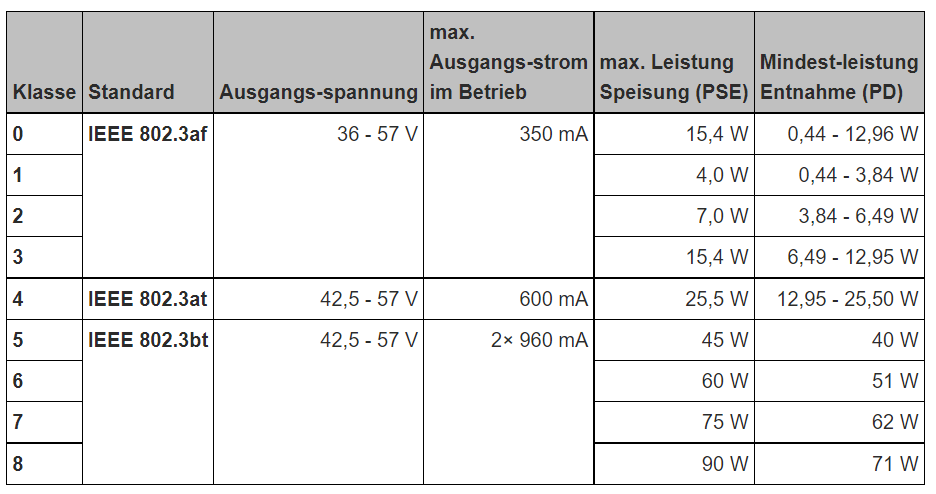 Klasse Standard Ausgangs-spannung max. Ausgangs-strom im Betrieb max. Leistung Speisung (PSE) Mindest-leistung Entnahme (PD)
0 IEEE 802.3af 36 - 57 V 350 mA 15,4 W 0,44 - 12,96 W
1 4,0 W 0,44 - 3,84 W
2 7,0 W 3,84 - 6,49 W
3 15,4 W 6,49 - 12,95 W
4 IEEE 802.3at 42,5 - 57 V 600 mA 25,5 W 12,95 - 25,50 W
5 IEEE 802.3bt 42,5 - 57 V 2× 960 mA 45 W 40 W
6 60 W 51 W
7 75 W 62 W
8 90 W 71 W